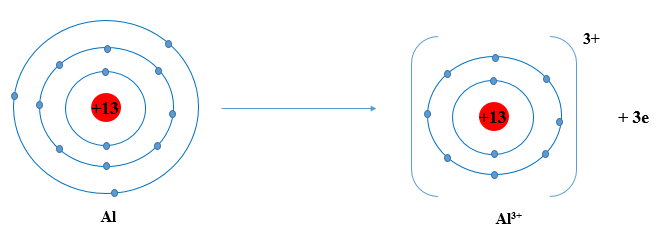 3+
+13
+13
+ 3e
Al
Al³⁺